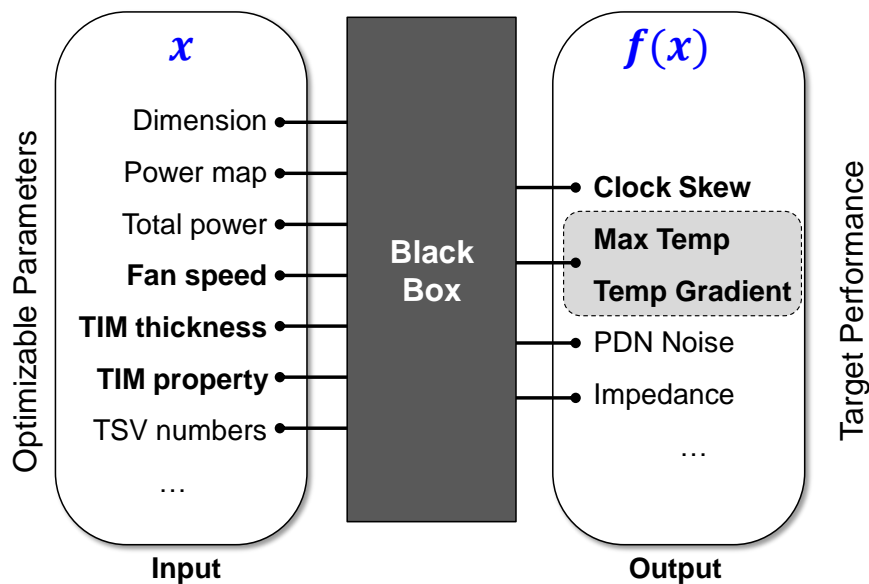 x
f(x)
Optimizable Parameters
Dimension
Power map
Total power
Fan speed
TIM thickness
TIM property
TSV numbers
...
Black
Box
Clock Skew
Max Temp
Temp Gradient
PDN Noise
Impedance
...
Target Performance
Input
Output